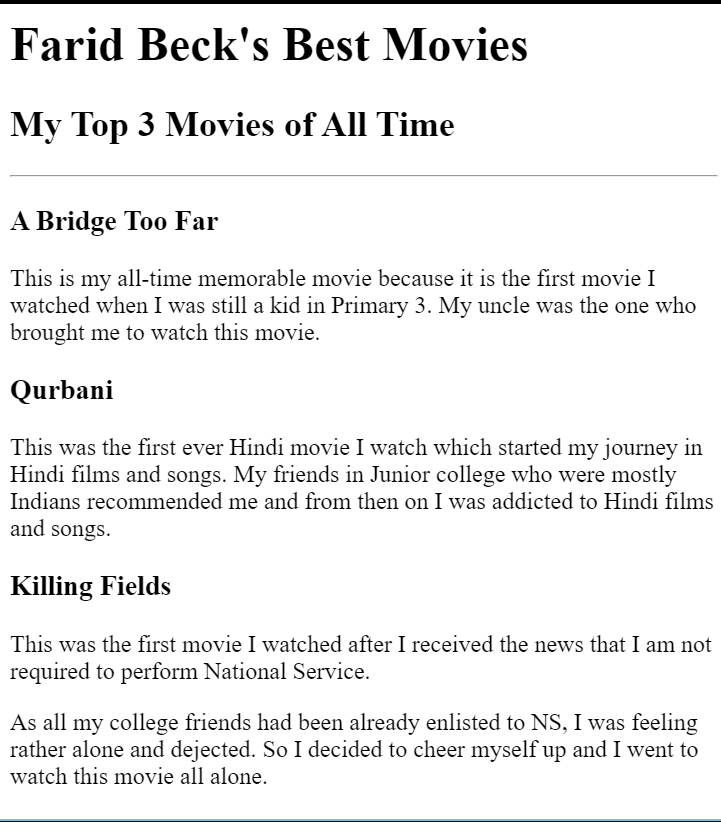 Farid Beck's Best Movies
My Top 3 Movies of All Time
A Bridge Too Far
This is my all-time memorable movie because it is the first movie I
watched when I was still a kid in Primary 3. My uncle was the one who
brought me to watch this movie.
Qurbani
This was the first ever Hindi movie I watch which started my journey in
Hindi films and songs. My friends in Junior college who were mostly
Indians recommended me and from then on I was addicted to Hindi films
and songs.
Killing Fields
This was the first movie I watched after I received the news that I am not
required to perform National Service.
As all my college friends had been already enlisted to NS, I was feeling
rather alone and dejected. So I decided to cheer myself up and I went to
watch this movie all alone.